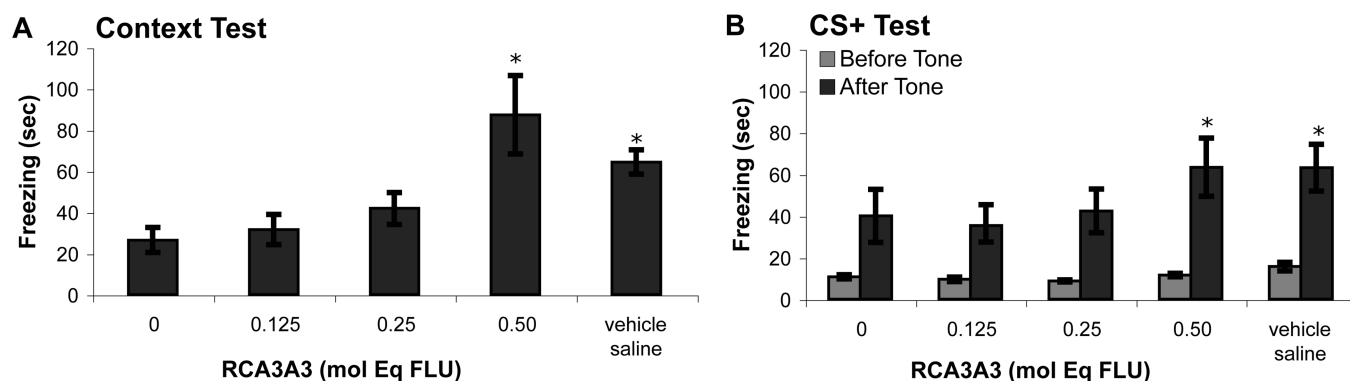 A Context Test
120
100
80
60
40
20
0
Freezing (sec)
*
*
0 0.125 0.25 0.50 vehicle
saline
RCA3A3 (mol Eq FLU)
B CS+ Test
Before Tone
After Tone
120
100
80
60
40
20
0
Freezing (sec)
* *
0 0.125 0.25 0.50 vehicle
saline
RCA3A3 (mol Eq FLU)